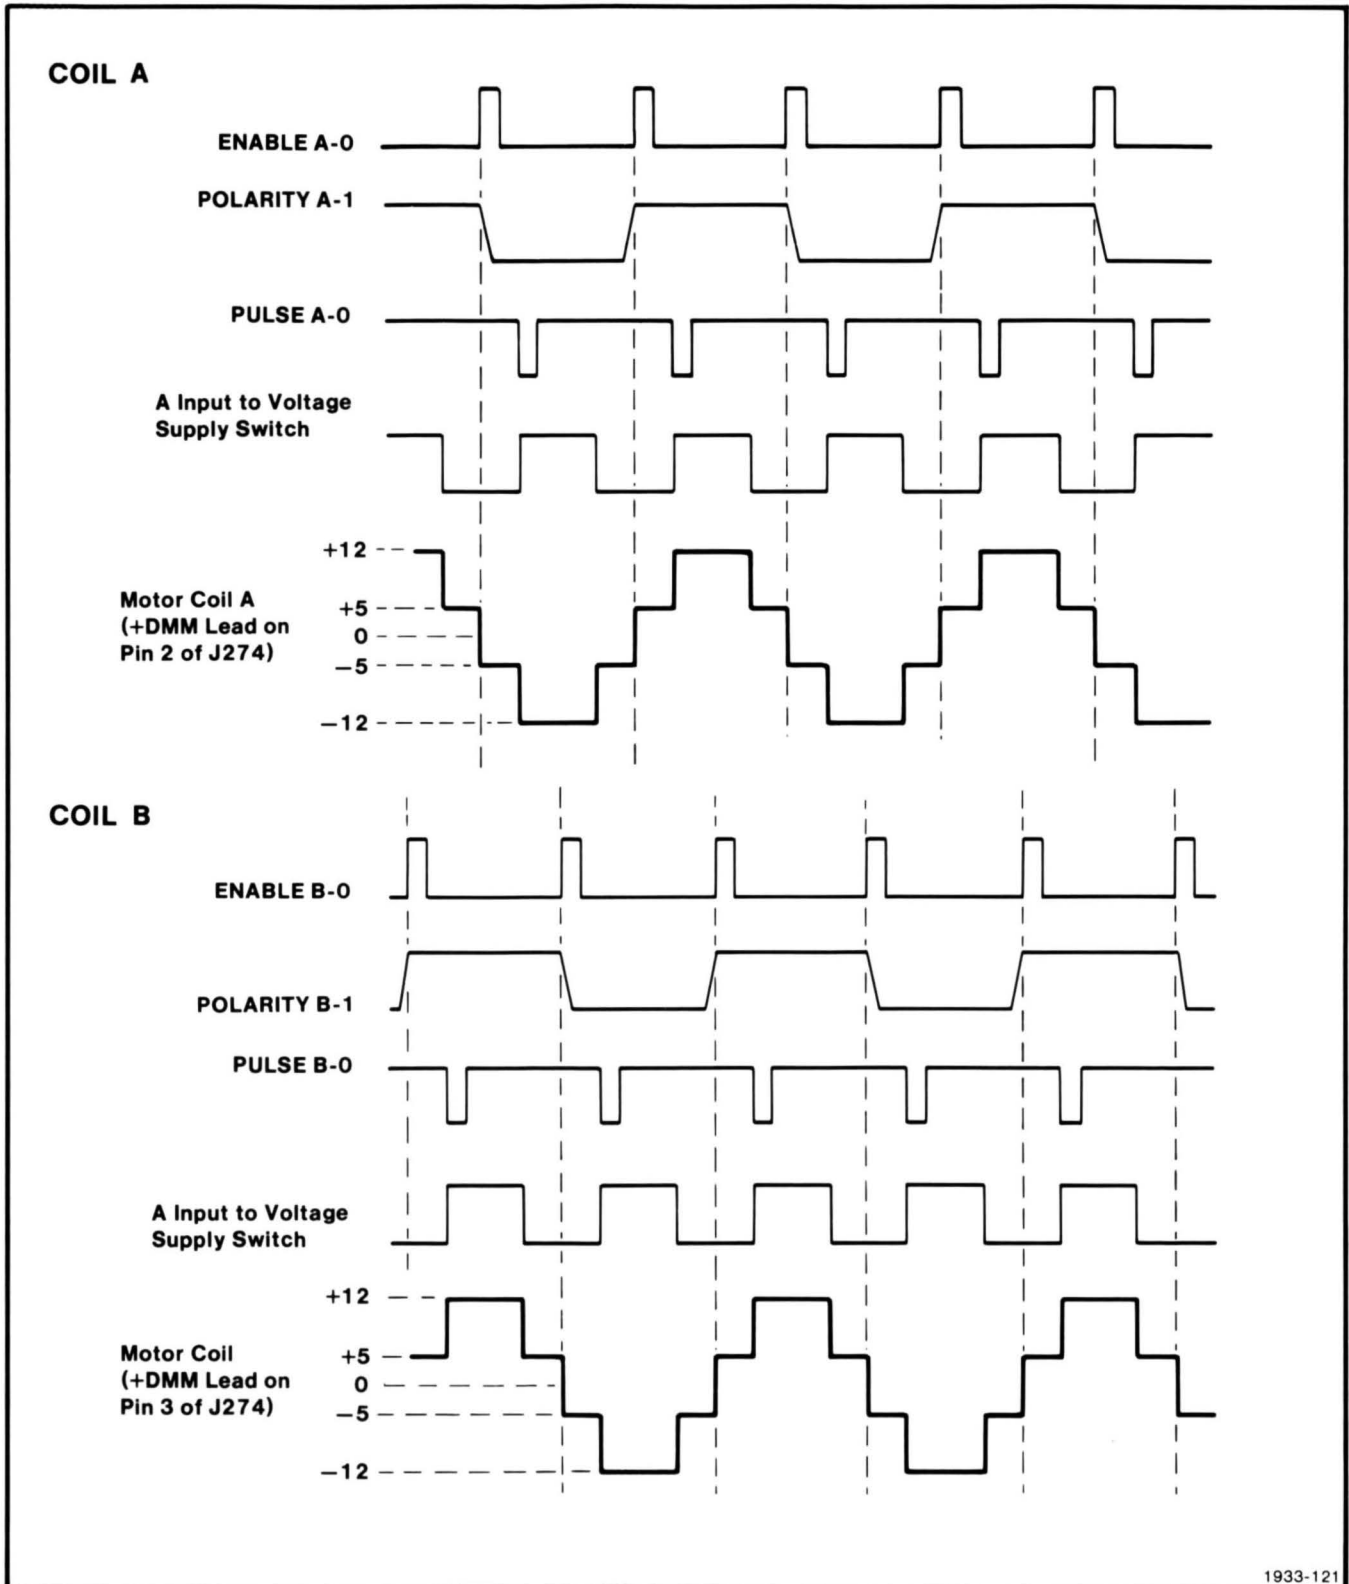 COIL A
ENABLE A-0
POLARITY A-1
PULSE A-0
A Input to Voltage
Supply Switch
+12
Motor Coil A
(+DMM Lead on
Pin 2 of J274)
+5
0
−5
−12
COIL B
ENABLE B-0
POLARITY B-1
PULSE B-0
A Input to Voltage
Supply Switch
+12
Motor Coil
(+DMM Lead on
Pin 3 of J274)
+5
0
−5
−12
1933-121